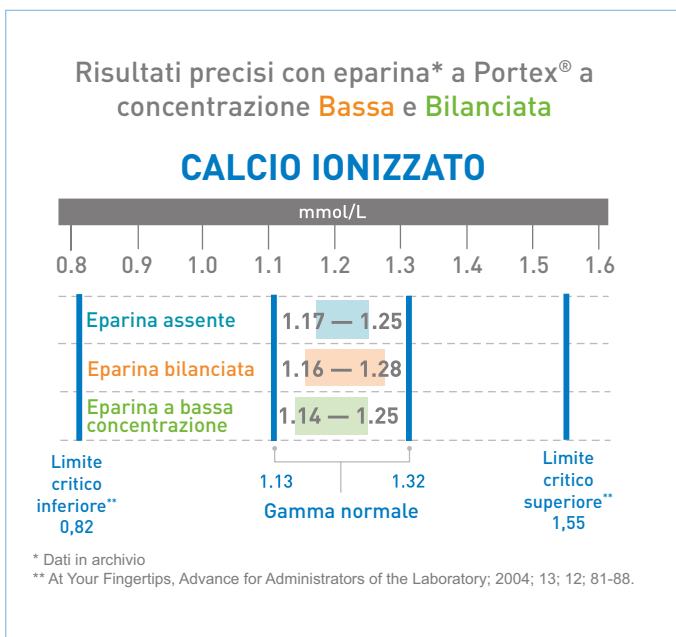 Risultati precisi con eparina* a Portex® a
concentrazione Bassa e Bilanciata
CALCIO IONIZZATO
mmol/L
0.8 0.9 1.0 1.1 1.2 1.3 1.4 1.5 1.6
Eparina assente 1.17 — 1.25
Eparina bilanciata 1.16 — 1.28
Eparina a bassa
concentrazione 1.14 — 1.25
Limite
critico
inferiore**
0,82
1.13 1.32
Gamma normale
Limite
critico
superiore**
1,55
* Dati in archivio
** At Your Fingertips, Advance for Administrators of the Laboratory; 2004; 13; 12; 81-88.